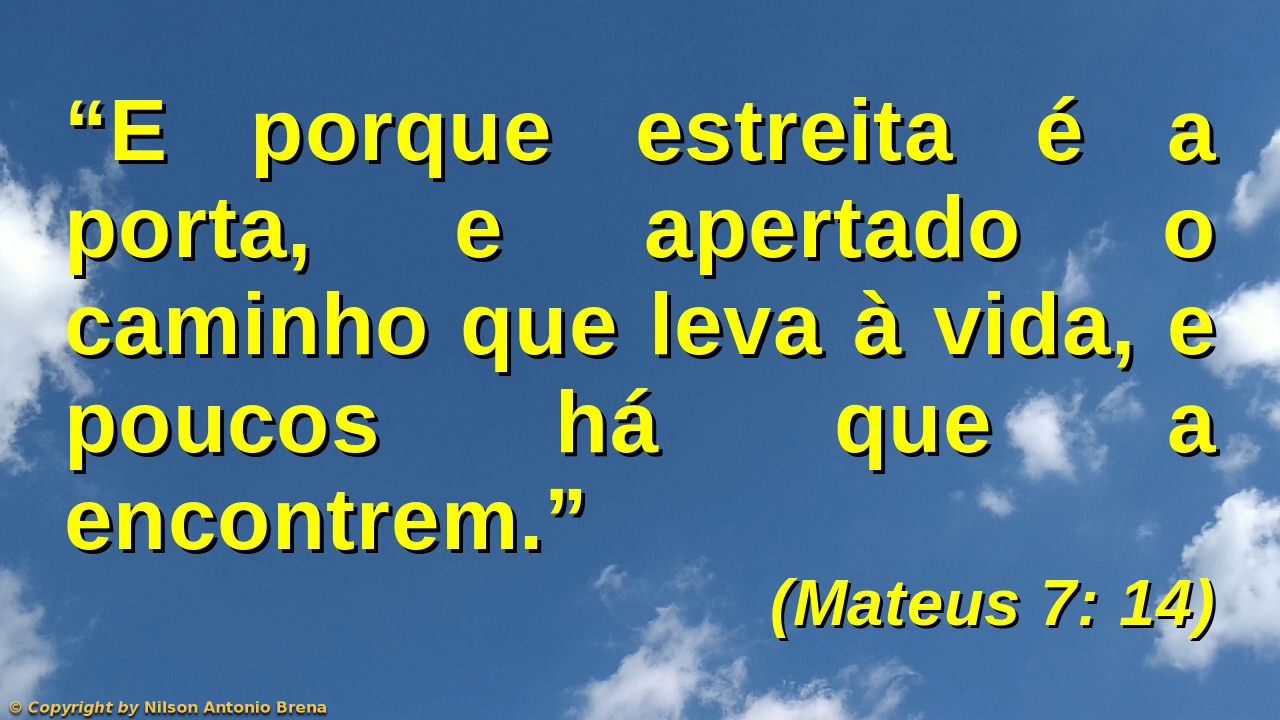 “E porque estreita é a
porta, e apertado o
caminho que leva à vida, e
poucos há que a
encontrem.”
(Mateus 7: 14)
© Copyright by Nilson Antonio Brena